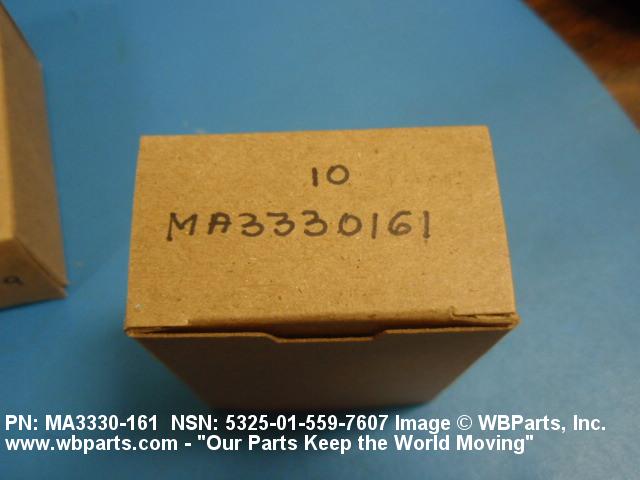 10
MA3330161
9
PN: MA3330-161 NSN: 5325-01-559-7607 Image © WBParts, Inc.
www.wbparts.com - "Our Parts Keep the World Moving"